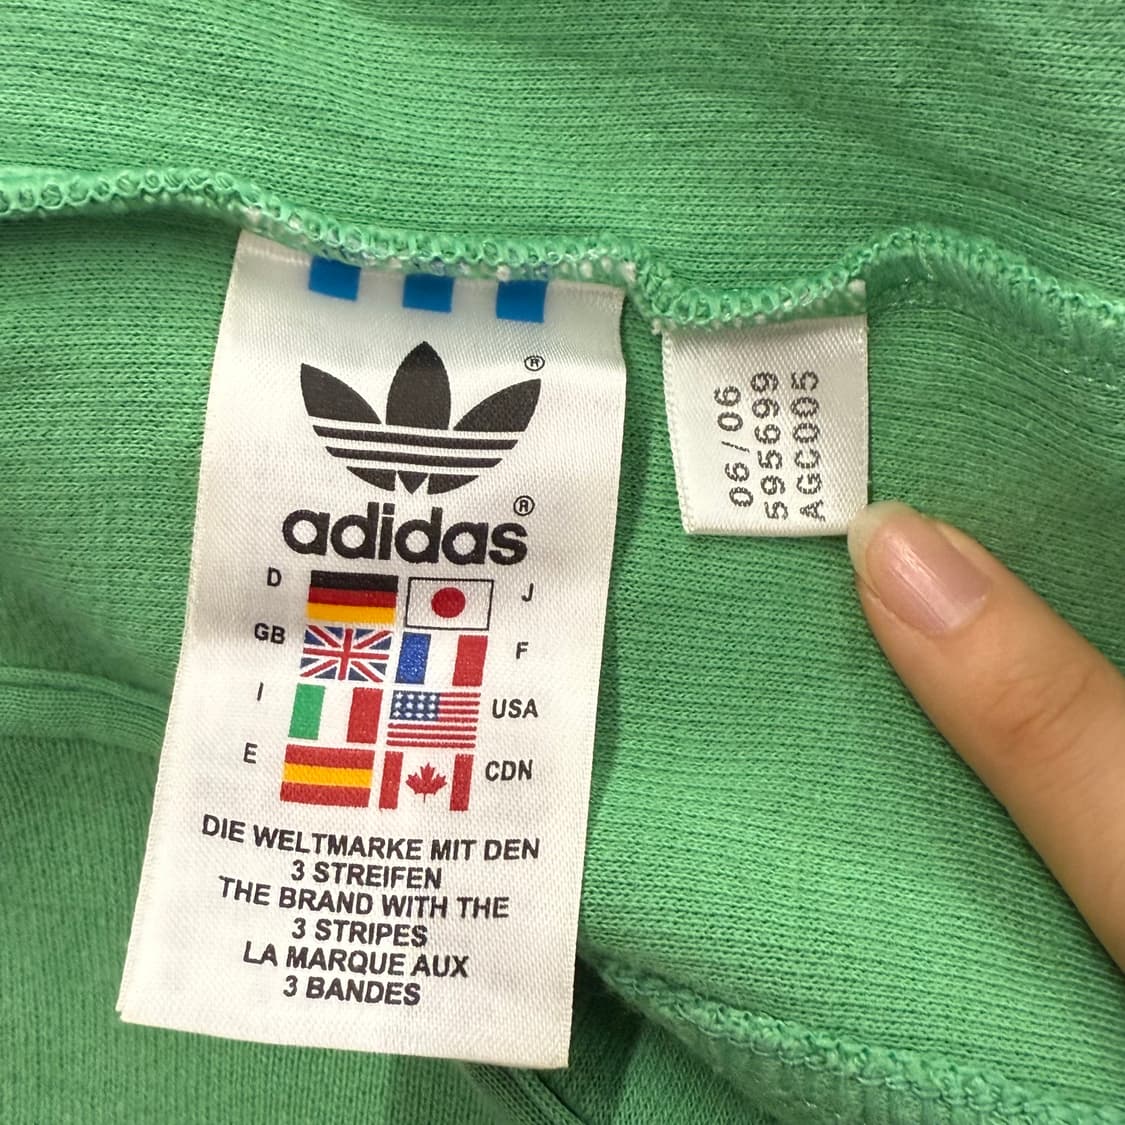 ®
adidas®
D J
GB F
I USA
E CDN
DIE WELTMARKE MIT DEN
3 STREIFEN
THE BRAND WITH THE
3 STRIPES
LA MARQUE AUX
3 BANDES
06/06
595699
AGC005